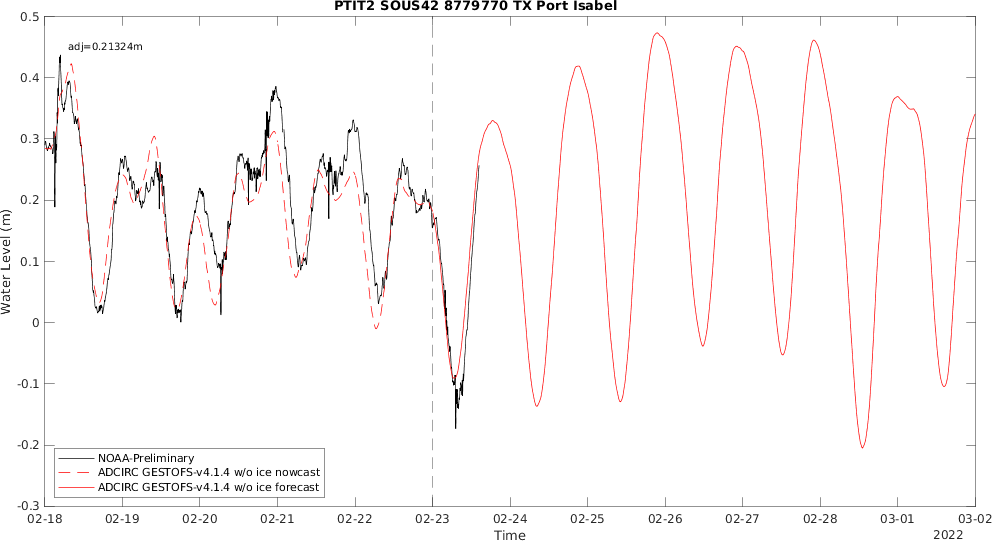 PTIT2 SOUS42 8779770 TX Port Isabel
adj=0.21324m
0.5
0.4
0.3
0.2
0.1
0
-0.1
-0.2
-0.3
Water Level (m)
NOAA-Preliminary
ADCIRC GESTOFS-v4.1.4 w/o ice nowcast
ADCIRC GESTOFS-v4.1.4 w/o ice forecast
02-18 02-19 02-20 02-21 02-22 02-23 02-24 02-25 02-26 02-27 02-28 03-01 03-02
Time
2022